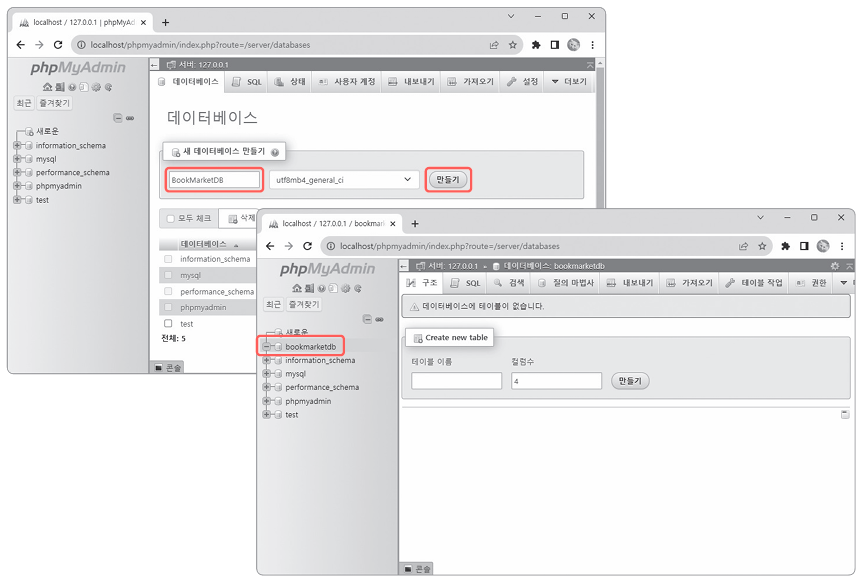 localhost / 127.0.0.1 | phpMyAd
localhost/phpmyadmin/index.php?route=/server/databases
phpMyAdmin
최근 즐겨찾기
새로운
information_schema
mysql
performance_schema
phpmyadmin
test
서버: 127.0.0.1
데이터베이스 SQL 상태 사용자 계정 내보내기 가져오기 설정 더보기
데이터베이스
새 데이터베이스 만들기
BookMarketDB utf8mb4_general_ci 만들기
모두 체크 삭제
데이터베이스
information_schema
mysql
performance_schema
phpmyadmin
test
전체: 5
콘솔
localhost / 127.0.0.1 / bookmark
localhost/phpmyadmin/index.php?route=/server/databases
phpMyAdmin
최근 즐겨찾기
새로운
bookmarketdb
information_schema
mysql
performance_schema
phpmyadmin
test
서버: 127.0.0.1 » 데이터베이스: bookmarketdb
구조 SQL 검색 질의 마법사 내보내기 가져오기 테이블 작업 권한
데이터베이스에 테이블이 없습니다.
Create new table
테이블 이름 컬럼수
4 만들기
콘솔